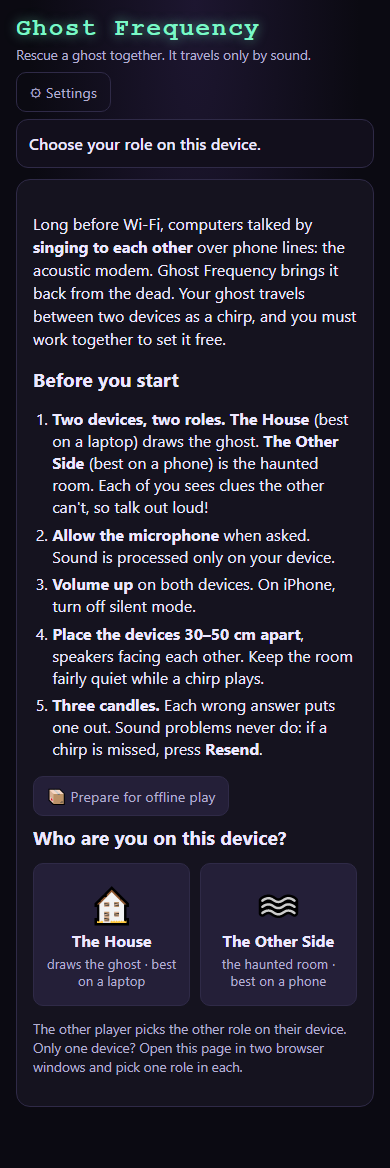 Ghost Frequency
Rescue a ghost together. It travels only by sound.
⚙ Settings
Choose your role on this device.
Long before Wi-Fi, computers talked by
singing to each other over phone lines: the
acoustic modem. Ghost Frequency brings it
back from the dead. Your ghost travels
between two devices as a chirp, and you must
work together to set it free.
Before you start
1. Two devices, two roles. The House (best
on a laptop) draws the ghost. The Other
Side (best on a phone) is the haunted
room. Each of you sees clues the other
can't, so talk out loud!
2. Allow the microphone when asked.
Sound is processed only on your device.
3. Volume up on both devices. On iPhone,
turn off silent mode.
4. Place the devices 30–50 cm apart,
speakers facing each other. Keep the room
fairly quiet while a chirp plays.
5. Three candles. Each wrong answer puts
one out. Sound problems never do: if a
chirp is missed, press Resend.
📦 Prepare for offline play
Who are you on this device?
The House
draws the ghost · best
on a laptop
The Other Side
the haunted room ·
best on a phone
The other player picks the other role on their device.
Only one device? Open this page in two browser
windows and pick one role in each.